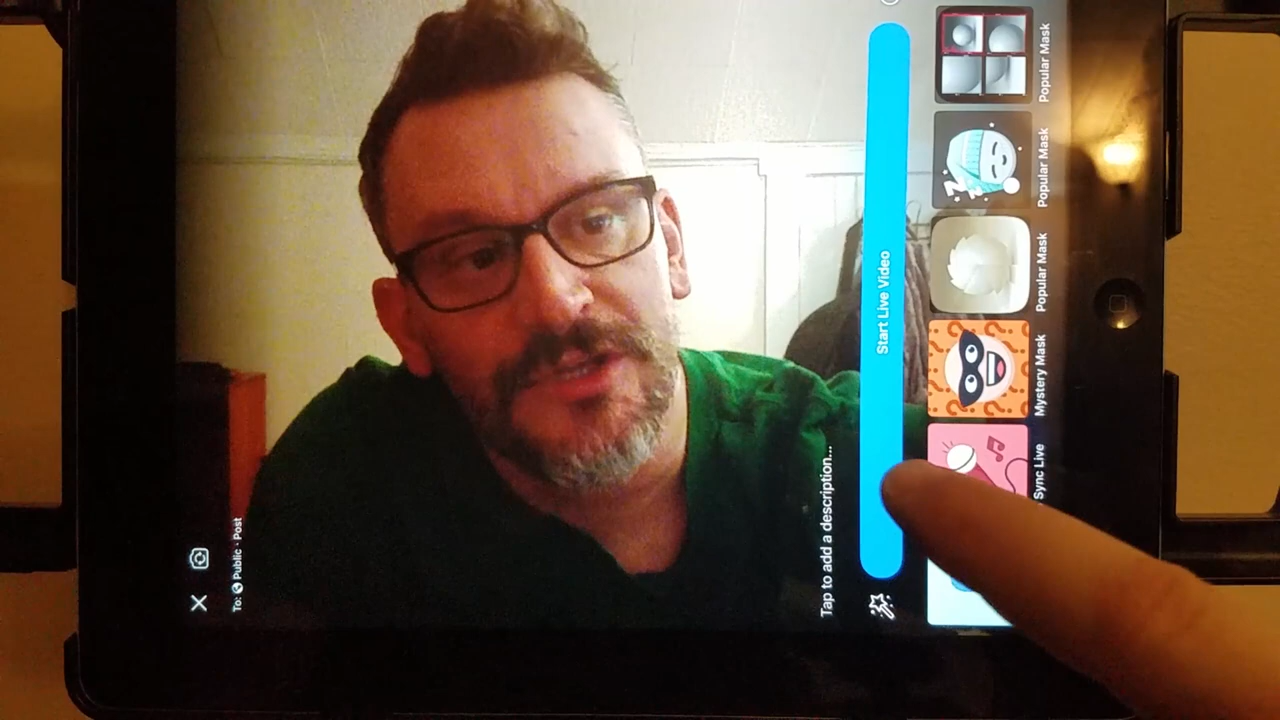 To: Public · Post
Tap to add a description...
Start Live Video
Sync Live
Mystery Mask
Popular Mask
Popular Mask
Popular Mask